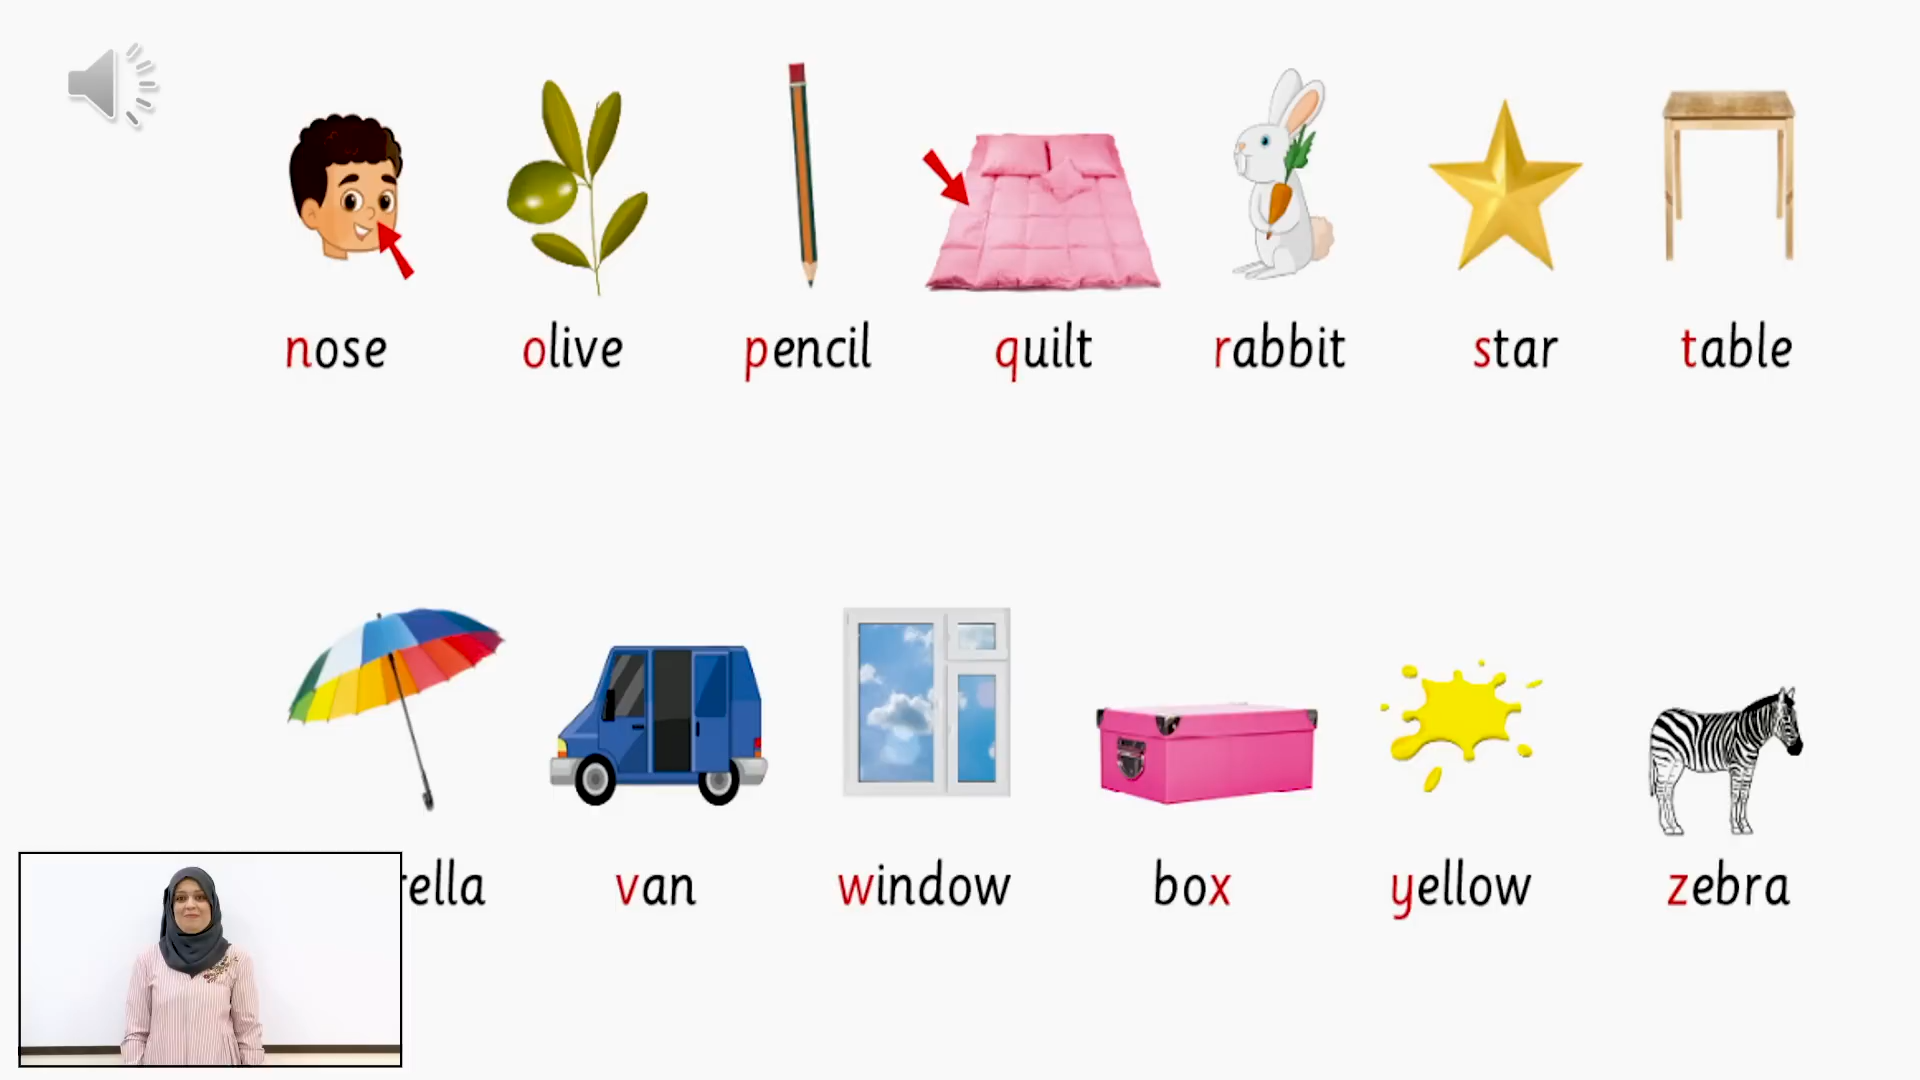 nose olive pencil quilt rabbit star table
ella van window box yellow zebra